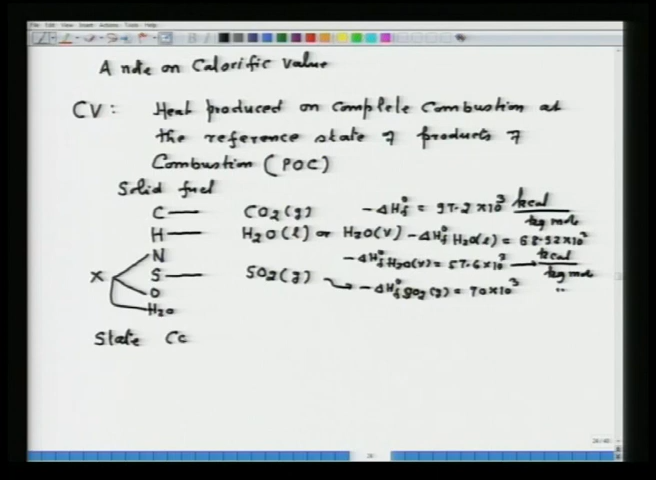 A note on Calorific value
CV: Heat produced on complete combustion at
the reference state of products of
Combustion (POC)
Solid fuel
C — CO₂(g) -ΔH°f = 97.2 ×10³ kcal/kg mole
H — H₂O(l) or H₂O(v) -ΔH°f H₂O(l) = 68.32×10³
N -ΔH°f H₂O(v) = 57.6×10³ → kcal/kg mole
X S — SO₂(g) → -ΔH°f SO₂(g) = 70×10³ "
O
H₂O
State Cc